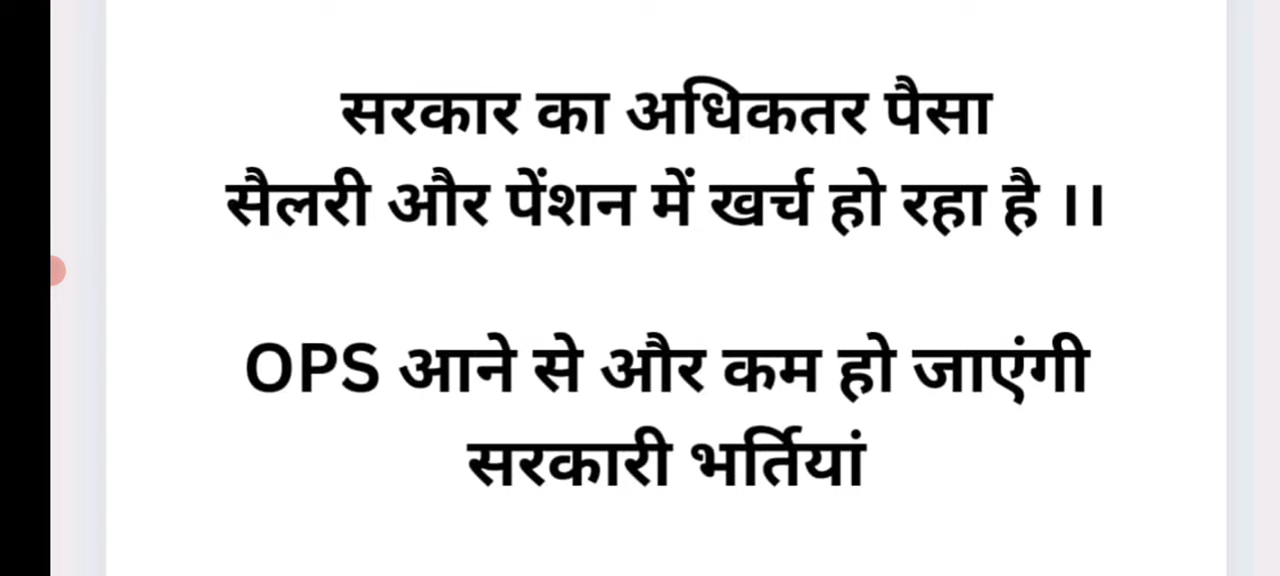 सरकार का अधिकतर पैसा
सैलरी और पेंशन में खर्च हो रहा है ।।
OPS आने से और कम हो जाएंगी
सरकारी भर्तियां